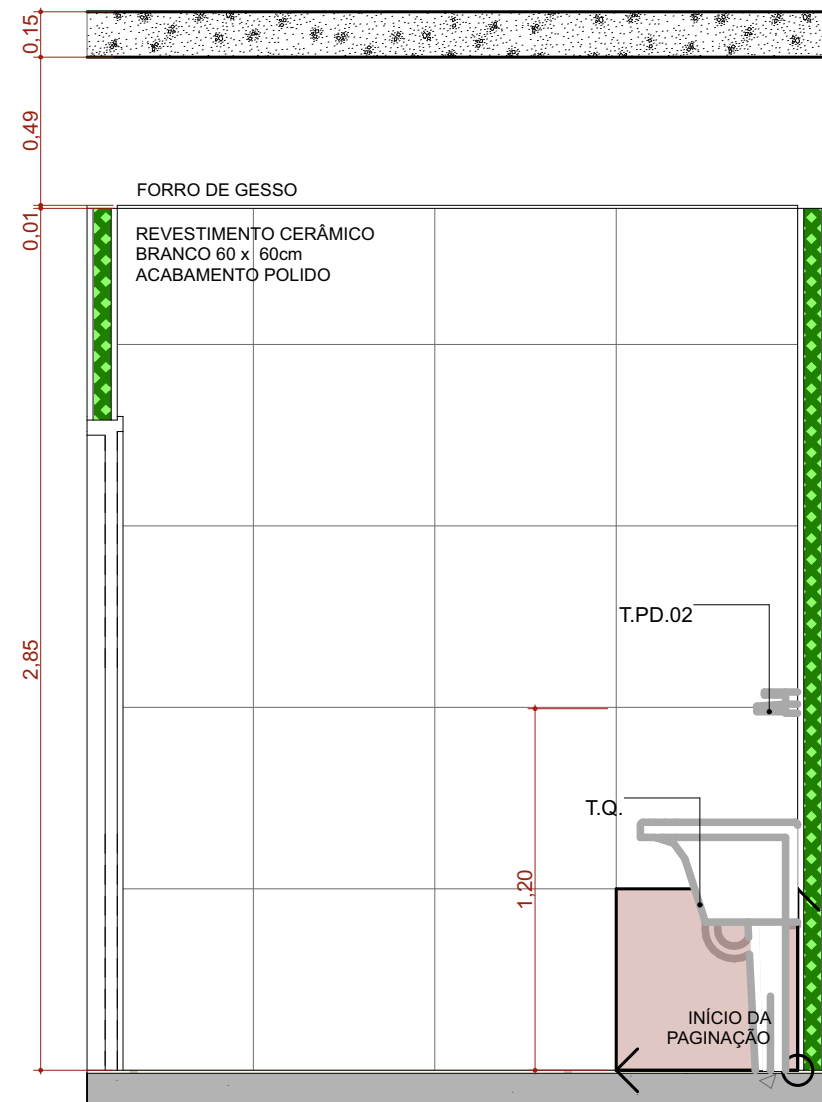 0,15
0,49
FORRO DE GESSO
0,01
REVESTIMENTO CERÂMICO
BRANCO 60 x 60cm
ACABAMENTO POLIDO
T.PD.02
2,85
T.Q.
1,20
INÍCIO DA
PAGINAÇÃO